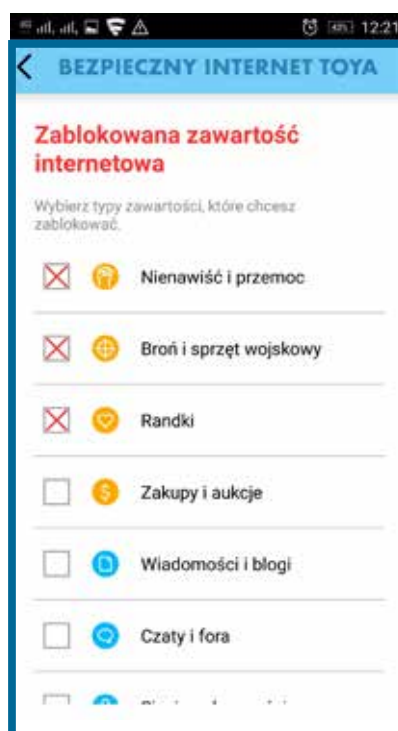 12:21
BEZPIECZNY INTERNET TOYA
Zablokowana zawartość
internetowa
Wybierz typy zawartości, które chcesz
zablokować.
Nienawiść i przemoc
Broń i sprzęt wojskowy
Randki
Zakupy i aukcje
Wiadomości i blogi
Czaty i fora